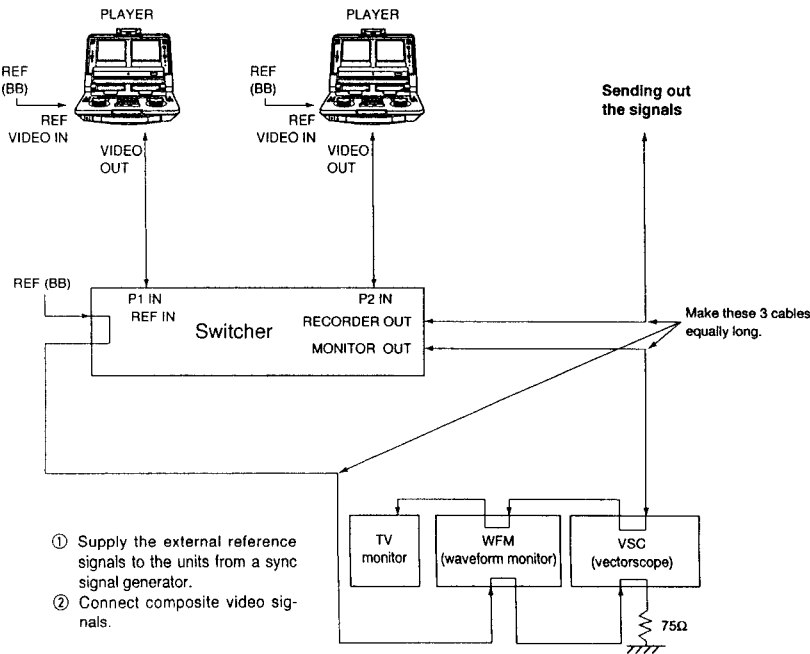 PLAYER
PLAYER
REF
(BB)
REF
VIDEO IN
VIDEO
OUT
REF
(BB)
REF
VIDEO IN
VIDEO
OUT
Sending out
the signals
REF (BB)
P1 IN
REF IN
P2 IN
Switcher
RECORDER OUT
MONITOR OUT
Make these 3 cables
equally long.
TV
monitor
WFM
(waveform monitor)
VSC
(vectorscope)
75Ω
① Supply the external reference
signals to the units from a sync
signal generator.
② Connect composite video sig-
nals.